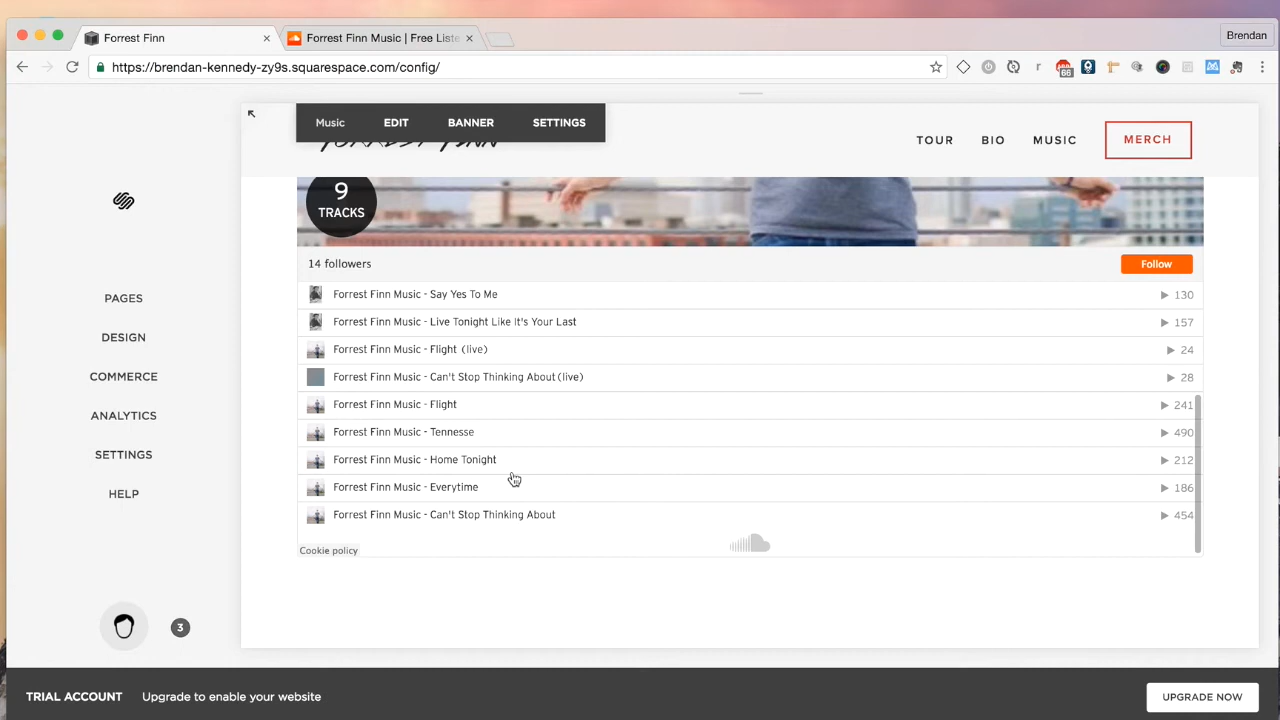 Forrest Finn
Forrest Finn Music | Free Liste
Brendan
https://brendan-kennedy-zy9s.squarespace.com/config/
r
66
Music EDIT BANNER SETTINGS
FORREST FINN
TOUR BIO MUSIC MERCH
9
TRACKS
14 followers
Follow
Forrest Finn Music - Say Yes To Me 130
Forrest Finn Music - Live Tonight Like It's Your Last 157
Forrest Finn Music - Flight (live) 24
Forrest Finn Music - Can't Stop Thinking About (live) 28
Forrest Finn Music - Flight 241
Forrest Finn Music - Tennesse 490
Forrest Finn Music - Home Tonight 212
Forrest Finn Music - Everytime 186
Forrest Finn Music - Can't Stop Thinking About 454
Cookie policy
PAGES
DESIGN
COMMERCE
ANALYTICS
SETTINGS
HELP
3
TRIAL ACCOUNT Upgrade to enable your website
UPGRADE NOW